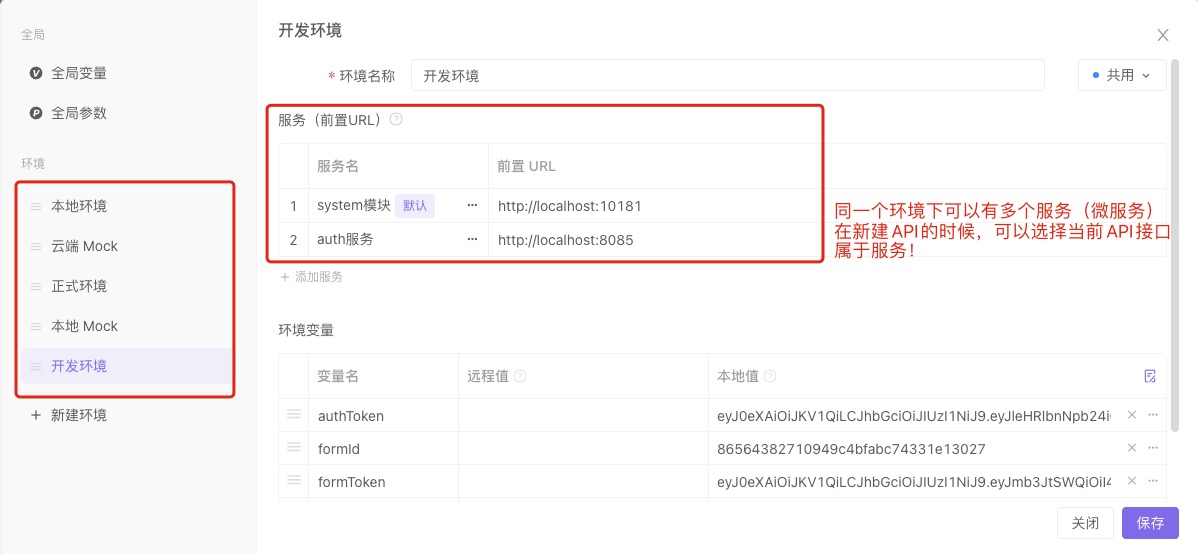 全局
全局变量
全局参数
环境
本地环境
云端 Mock
正式环境
本地 Mock
开发环境
+ 新建环境
开发环境
* 环境名称
开发环境
共用
服务（前置URL）
服务名
前置 URL
1
system模块
默认
http://localhost:10181
2
auth服务
http://localhost:8085
+ 添加服务
同一个环境下可以有多个服务（微服务）
在新建API的时候，可以选择当前API接口
属于服务！
环境变量
变量名
远程值
本地值
authToken
eyJ0eXAiOiJKV1QiLCJhbGciOiJIUzI1NiJ9.eyJleHRlbnNpb24i
formId
86564382710949c4bfabc74331e13027
formToken
eyJ0eXAiOiJKV1QiLCJhbGciOiJIUzI1NiJ9.eyJmb3JtSWQiOiI4
关闭
保存